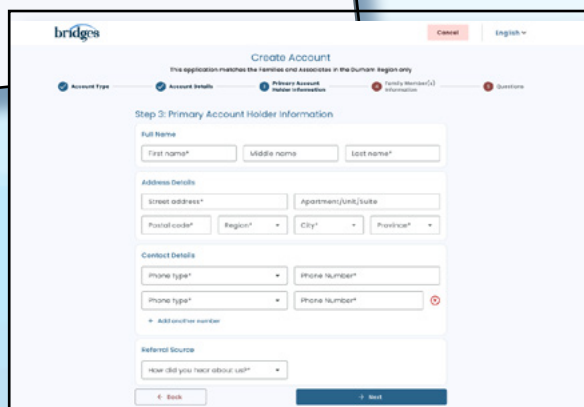 bridges
Cancel
English
Create Account
This application matches the Families and Associates in the Durham Region only
Account Type
Account Details
3 Primary Account Holder Information
4 Family Member(s) Information
5 Questions
Step 3: Primary Account Holder Information
Full Name
First name* Middle name Last name*
Address Details
Street address* Apartment/Unit/Suite
Postal code* Region* City* Province*
Contact Details
Phone type* Phone Number*
Phone type* Phone Number*
+ Add another number
Referral Source
How did you hear about us?*
← Back → Next